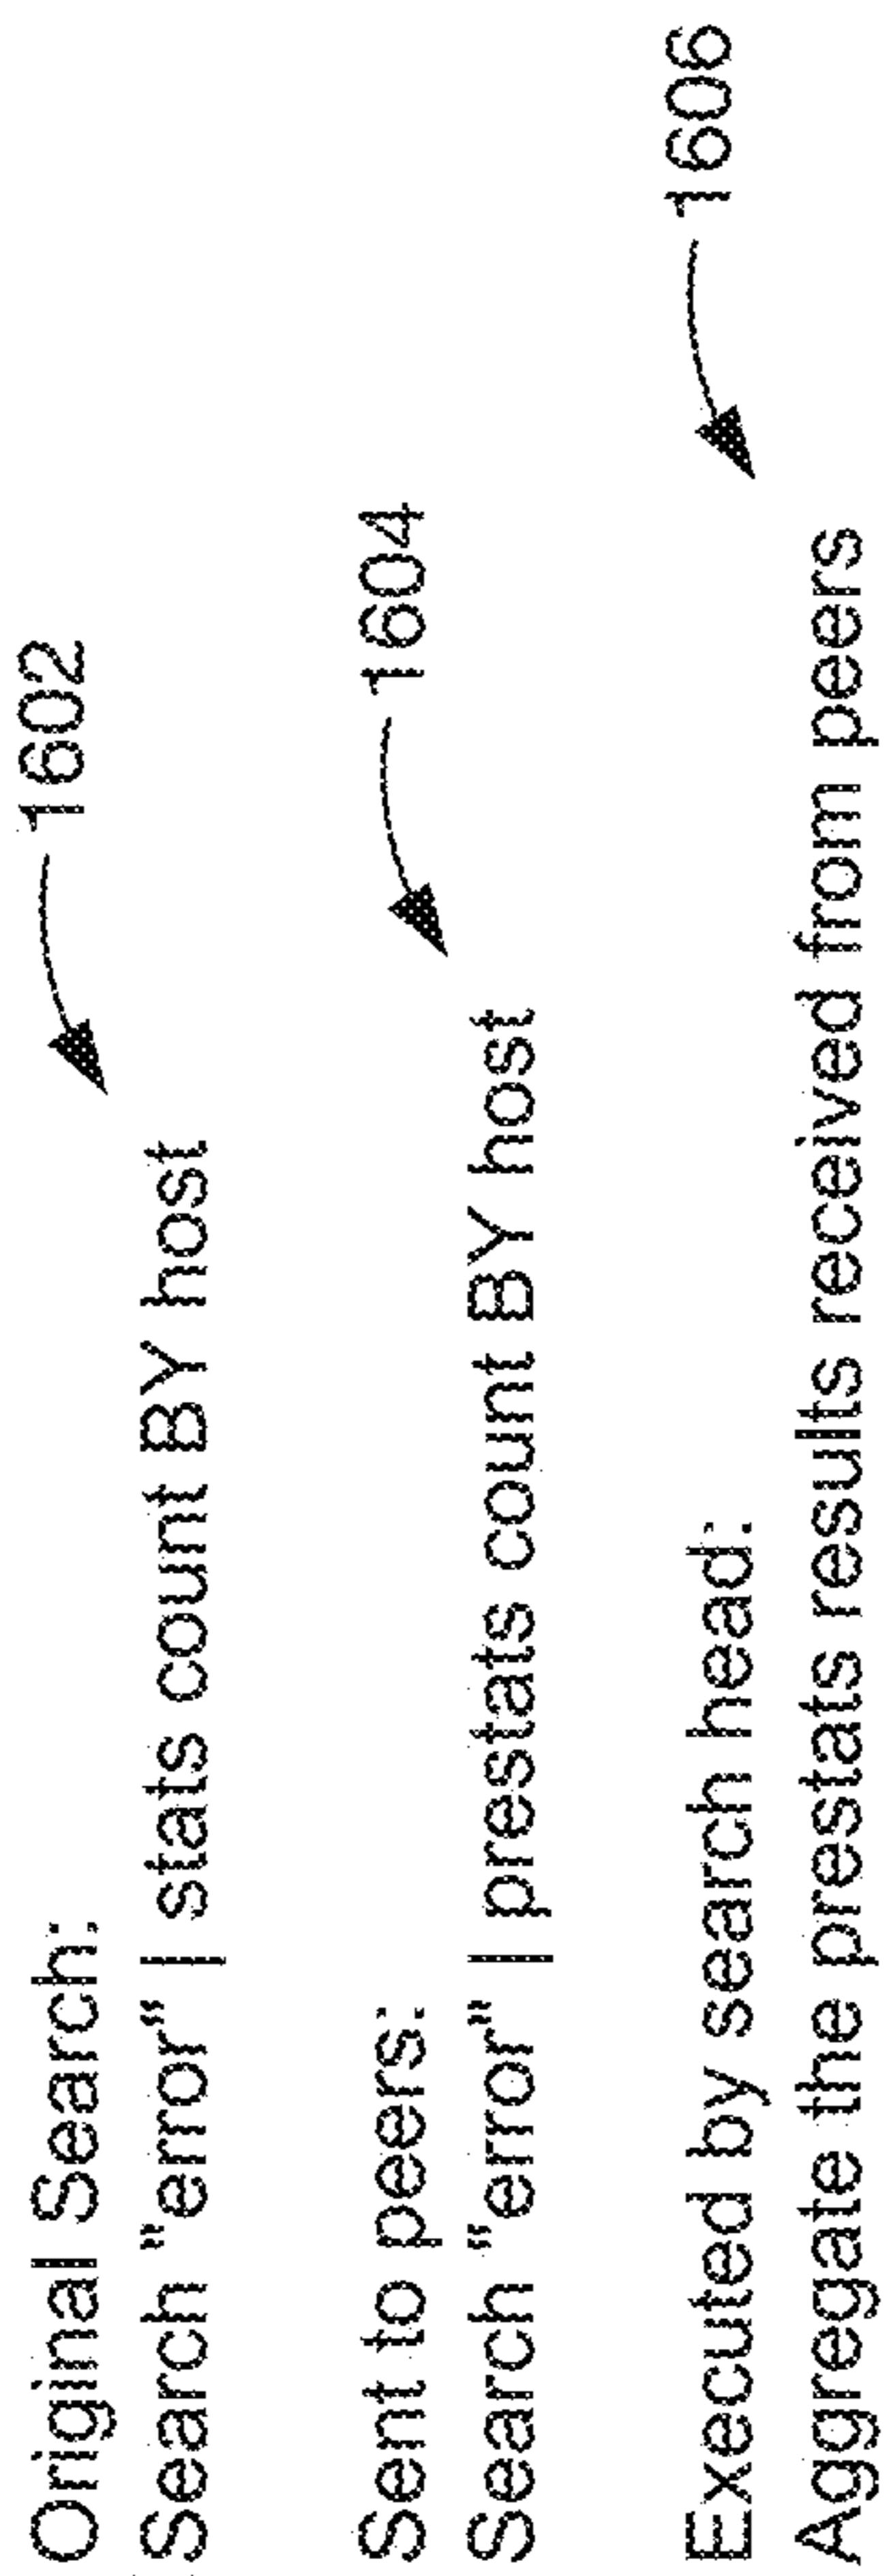 Original Search:
1602
Search "error" | stats count BY host
Sent to peers:
1604
Search "error" | prestats count BY host
Executed by search head:
1606
Aggregate the prestats results received from peers